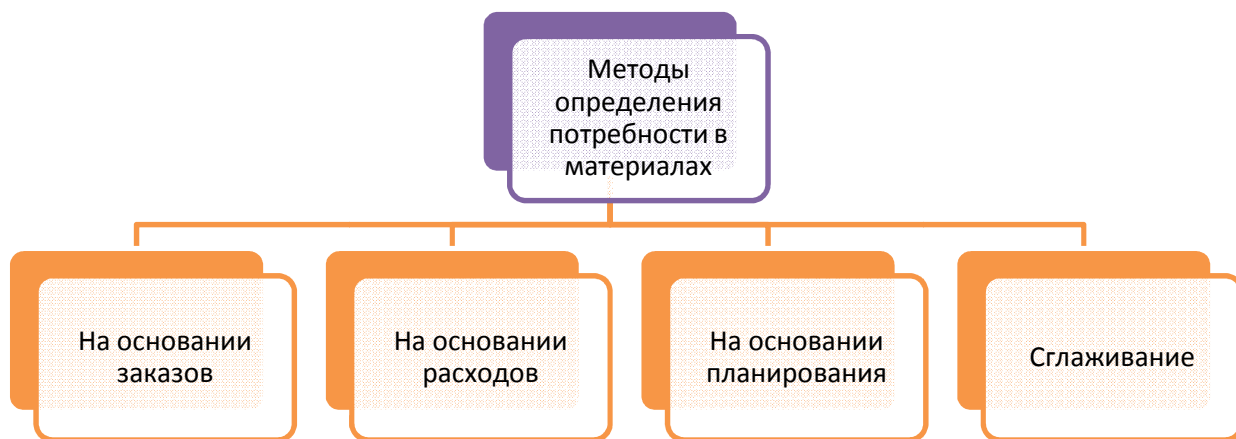 Методы
определения
потребности в
материалах
На основании
заказов
На основании
расходов
На основании
планирования
Сглаживание